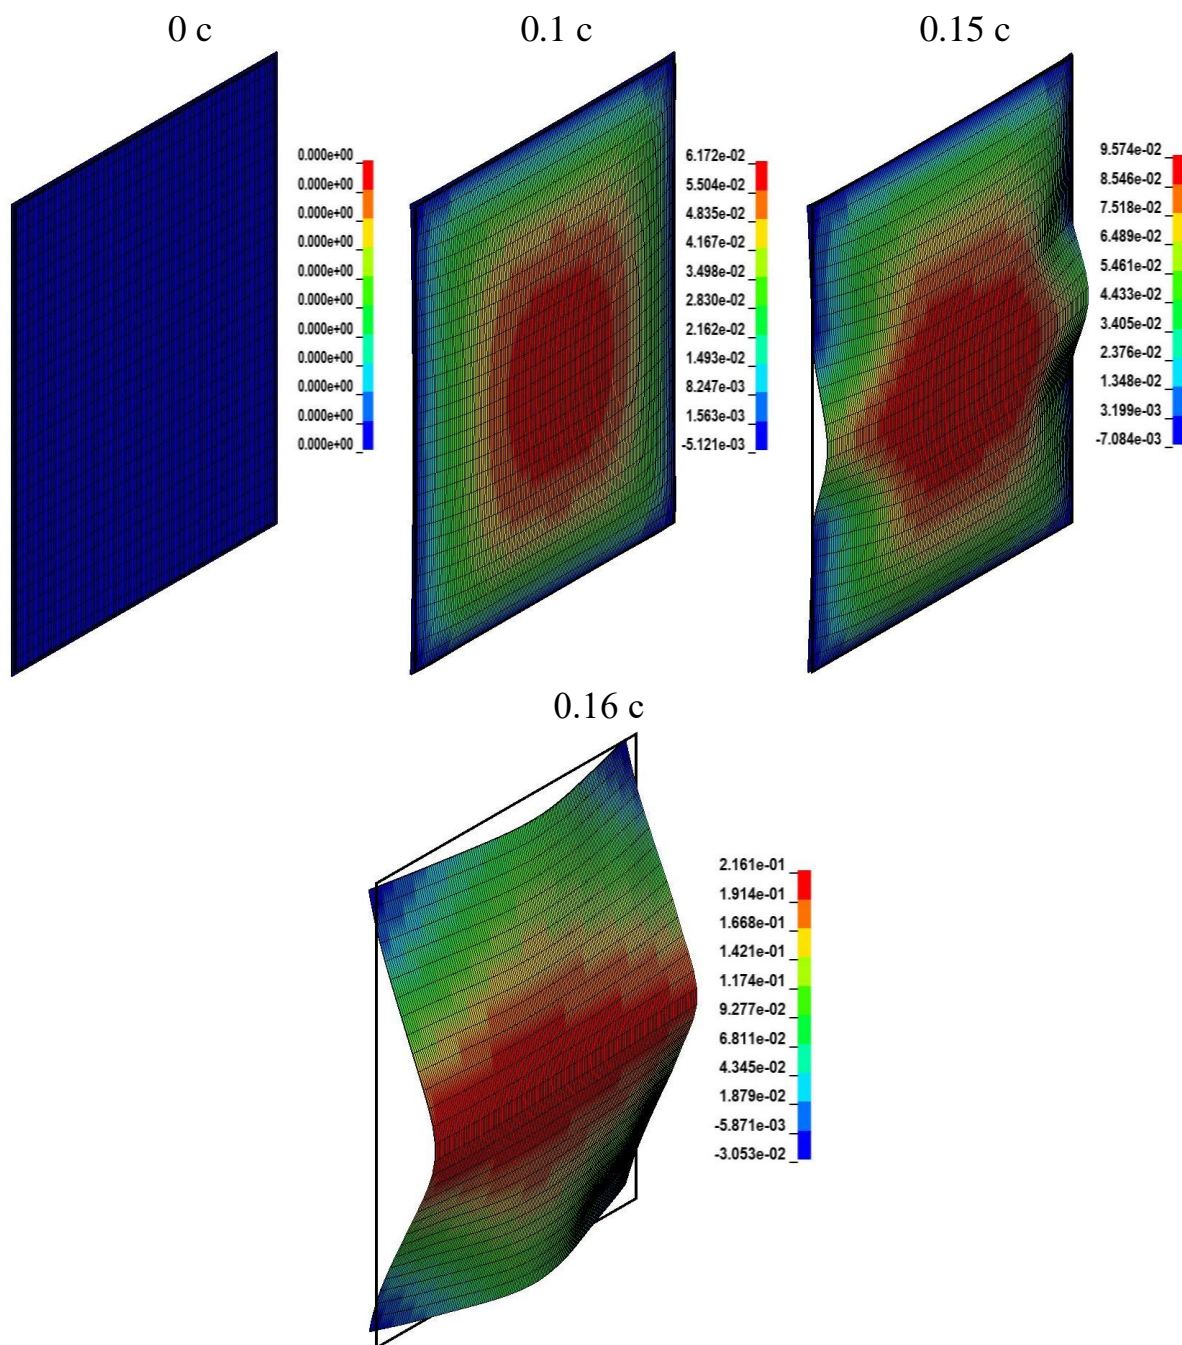 0 с
0.1 с
0.15 с
0.000e+00
0.000e+00
0.000e+00
0.000e+00
0.000e+00
0.000e+00
0.000e+00
0.000e+00
0.000e+00
0.000e+00
0.000e+00
6.172e-02
5.504e-02
4.835e-02
4.167e-02
3.498e-02
2.830e-02
2.162e-02
1.493e-02
8.247e-03
1.563e-03
-5.121e-03
9.574e-02
8.546e-02
7.518e-02
6.489e-02
5.461e-02
4.433e-02
3.405e-02
2.376e-02
1.348e-02
3.199e-03
-7.084e-03
0.16 с
2.161e-01
1.914e-01
1.668e-01
1.421e-01
1.174e-01
9.277e-02
6.811e-02
4.345e-02
1.879e-02
-5.871e-03
-3.053e-02